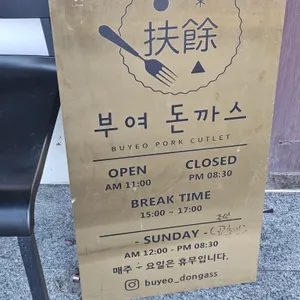 扶餘
부여 돈까스
BUYEO PORK CUTLET
OPEN CLOSED
AM 11:00 PM 08:30
BREAK TIME
15:00 ~ 17:00
- SUNDAY -
AM 12:00 - PM 08:30
매주 - 요일은 휴무입니다.
buyeo_dongass